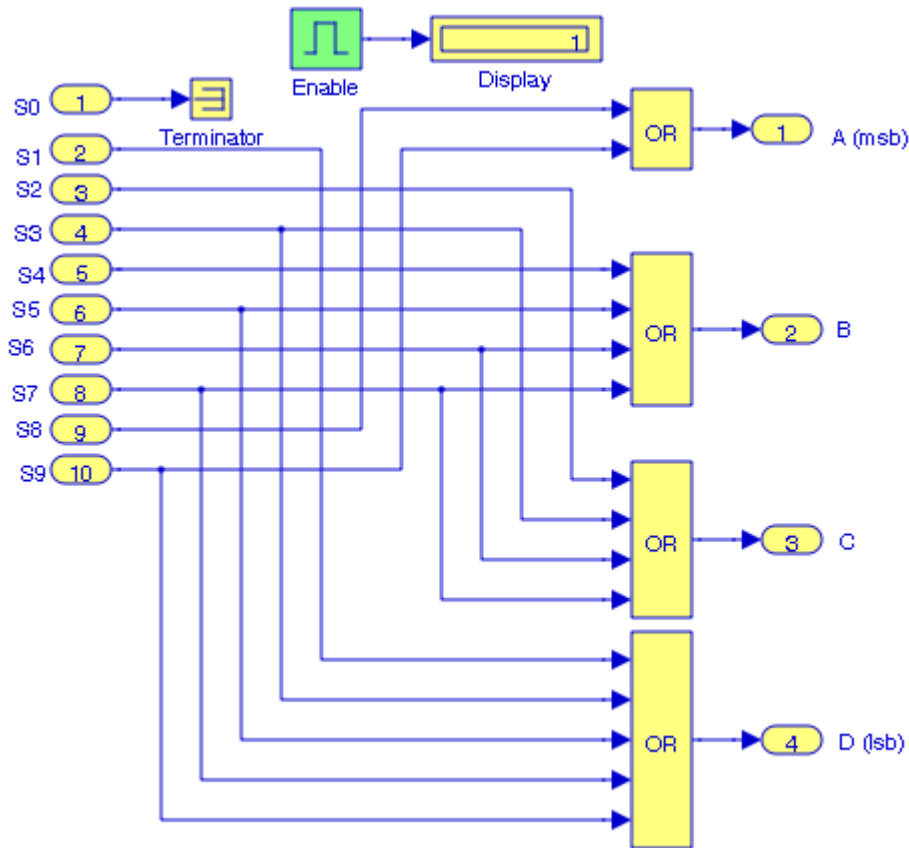 1
Enable
Display
S0 1
Terminator
OR
1 A (msb)
S1 2
S2 3
S3 4
S4 5
S5 6
OR
2 B
S6 7
S7 8
S8 9
S9 10
OR
3 C
OR
4 D (lsb)